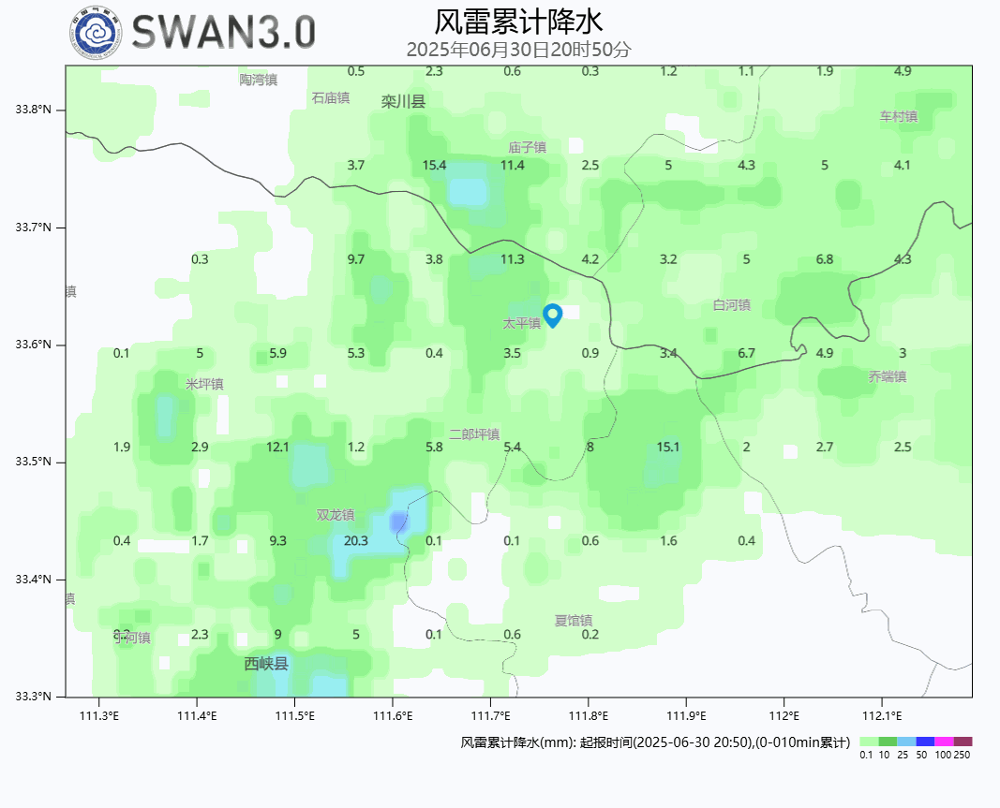 SWAN3.0
风雷累计降水
2025年06月30日20时50分
0.5 2.3 0.6 0.3 1.2 1.1 1.9 4.9
陶湾镇
石庙镇 栾川县
33.8°N
车村镇
庙子镇
3.7 15.4 11.4 2.5 5 4.3 5 4.1
33.7°N
0.3 9.7 3.8 11.3 4.2 3.2 5 6.8 4.3
镇
白河镇
太平镇
33.6°N
0.1 5 5.9 5.3 0.4 3.5 0.9 3.4 6.7 4.9 3
米坪镇 乔端镇
二郎坪镇
1.9 2.9 12.1 1.2 5.8 5.4 8 15.1 2 2.7 2.5
33.5°N
双龙镇
0.4 1.7 9.3 20.3 0.1 0.1 0.6 1.6 0.4
33.4°N
镇
夏馆镇
2.3 9 5 0.1 0.6 0.2
河镇
西峡县
33.3°N
111.3°E 111.4°E 111.5°E 111.6°E 111.7°E 111.8°E 111.9°E 112°E 112.1°E
风雷累计降水(mm): 起报时间(2025-06-30 20:50),(0-010min累计)
0.1 10 25 50 100 250